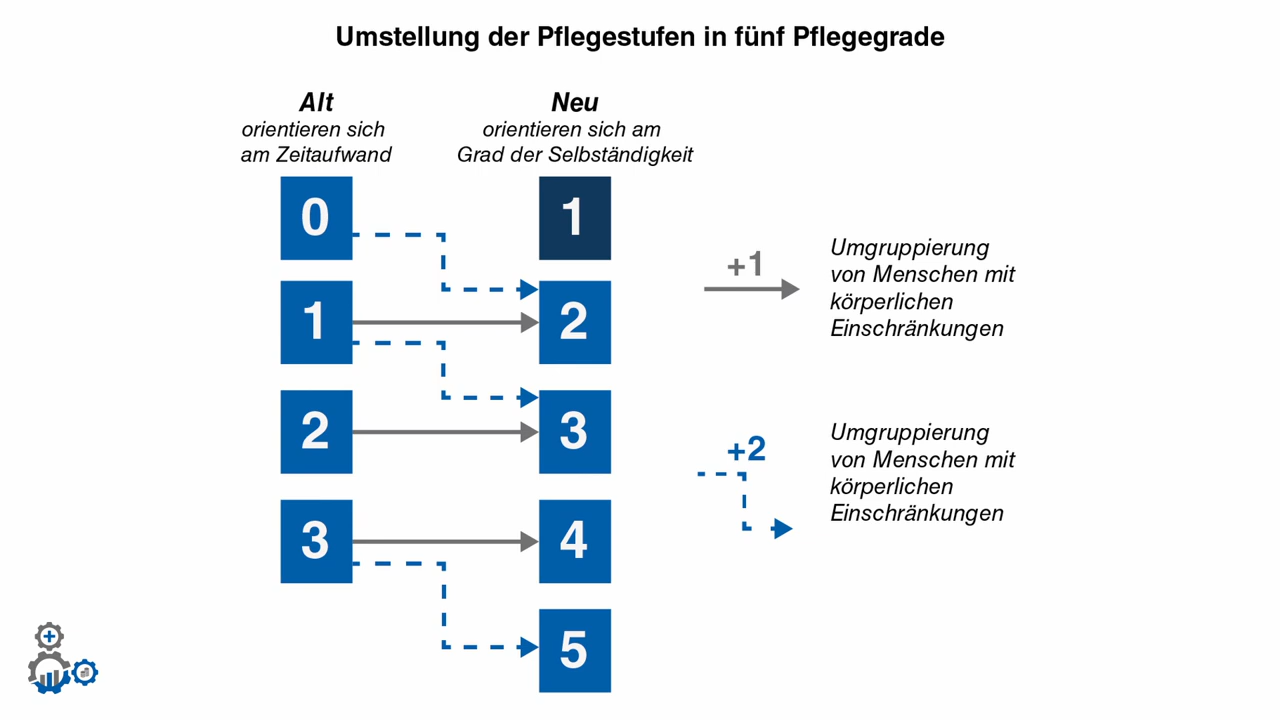 Umstellung der Pflegestufen in fünf Pflegegrade
Alt
orientieren sich
am Zeitaufwand
Neu
orientieren sich am
Grad der Selbständigkeit
0
1
1
2
2
3
3
4
5
+1
Umgruppierung
von Menschen mit
körperlichen
Einschränkungen
+2
Umgruppierung
von Menschen mit
körperlichen
Einschränkungen